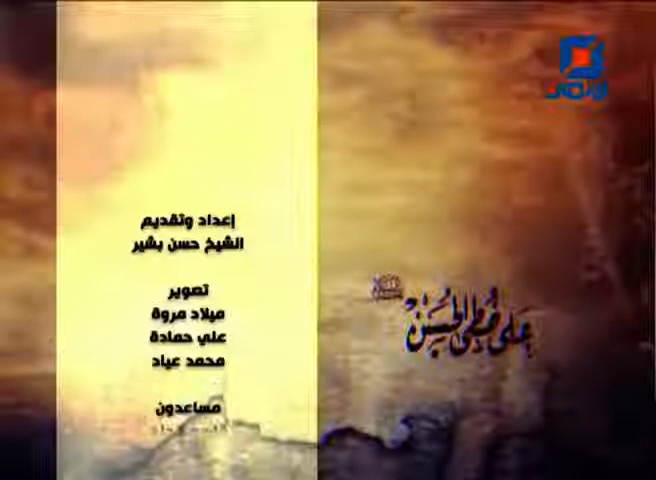 إعداد وتقديم
الشيخ حسن بشير
تصوير
ميلاد مروة
علي حمادة
محمد عياد
مساعدون
على خطى الحسين